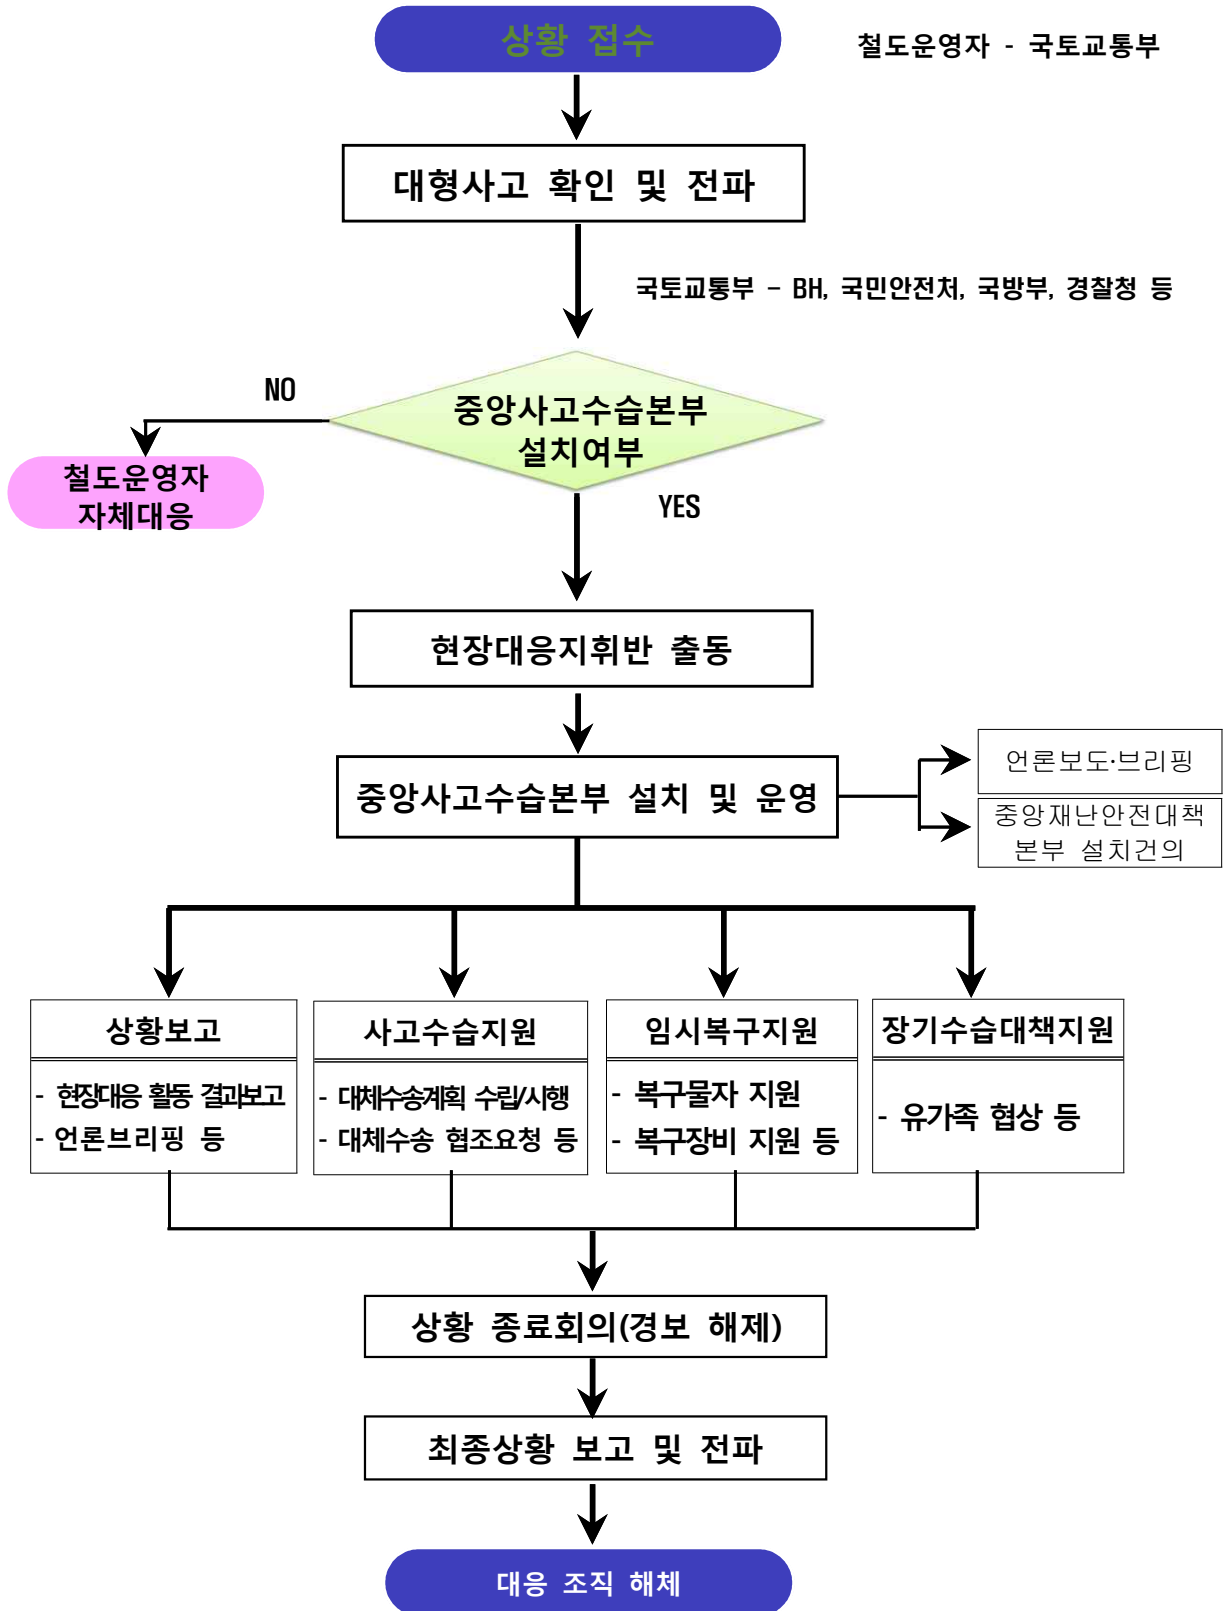 상황 접수
철도운영자 - 국토교통부
대형사고 확인 및 전파
국토교통부 – BH, 국민안전처, 국방부, 경찰청 등
NO
중앙사고수습본부
설치여부
철도운영자
자체대응
YES
현장대응지휘반 출동
중앙사고수습본부 설치 및 운영
언론보도·브리핑
중앙재난안전대책
본부 설치건의
상황보고
- 현장대응 활동 결과보고
- 언론브리핑 등
사고수습지원
- 대체수송계획 수립/시행
- 대체수송 협조요청 등
임시복구지원
- 복구물자 지원
- 복구장비 지원 등
장기수습대책지원
- 유가족 협상 등
상황 종료회의(경보 해제)
최종상황 보고 및 전파
대응 조직 해체